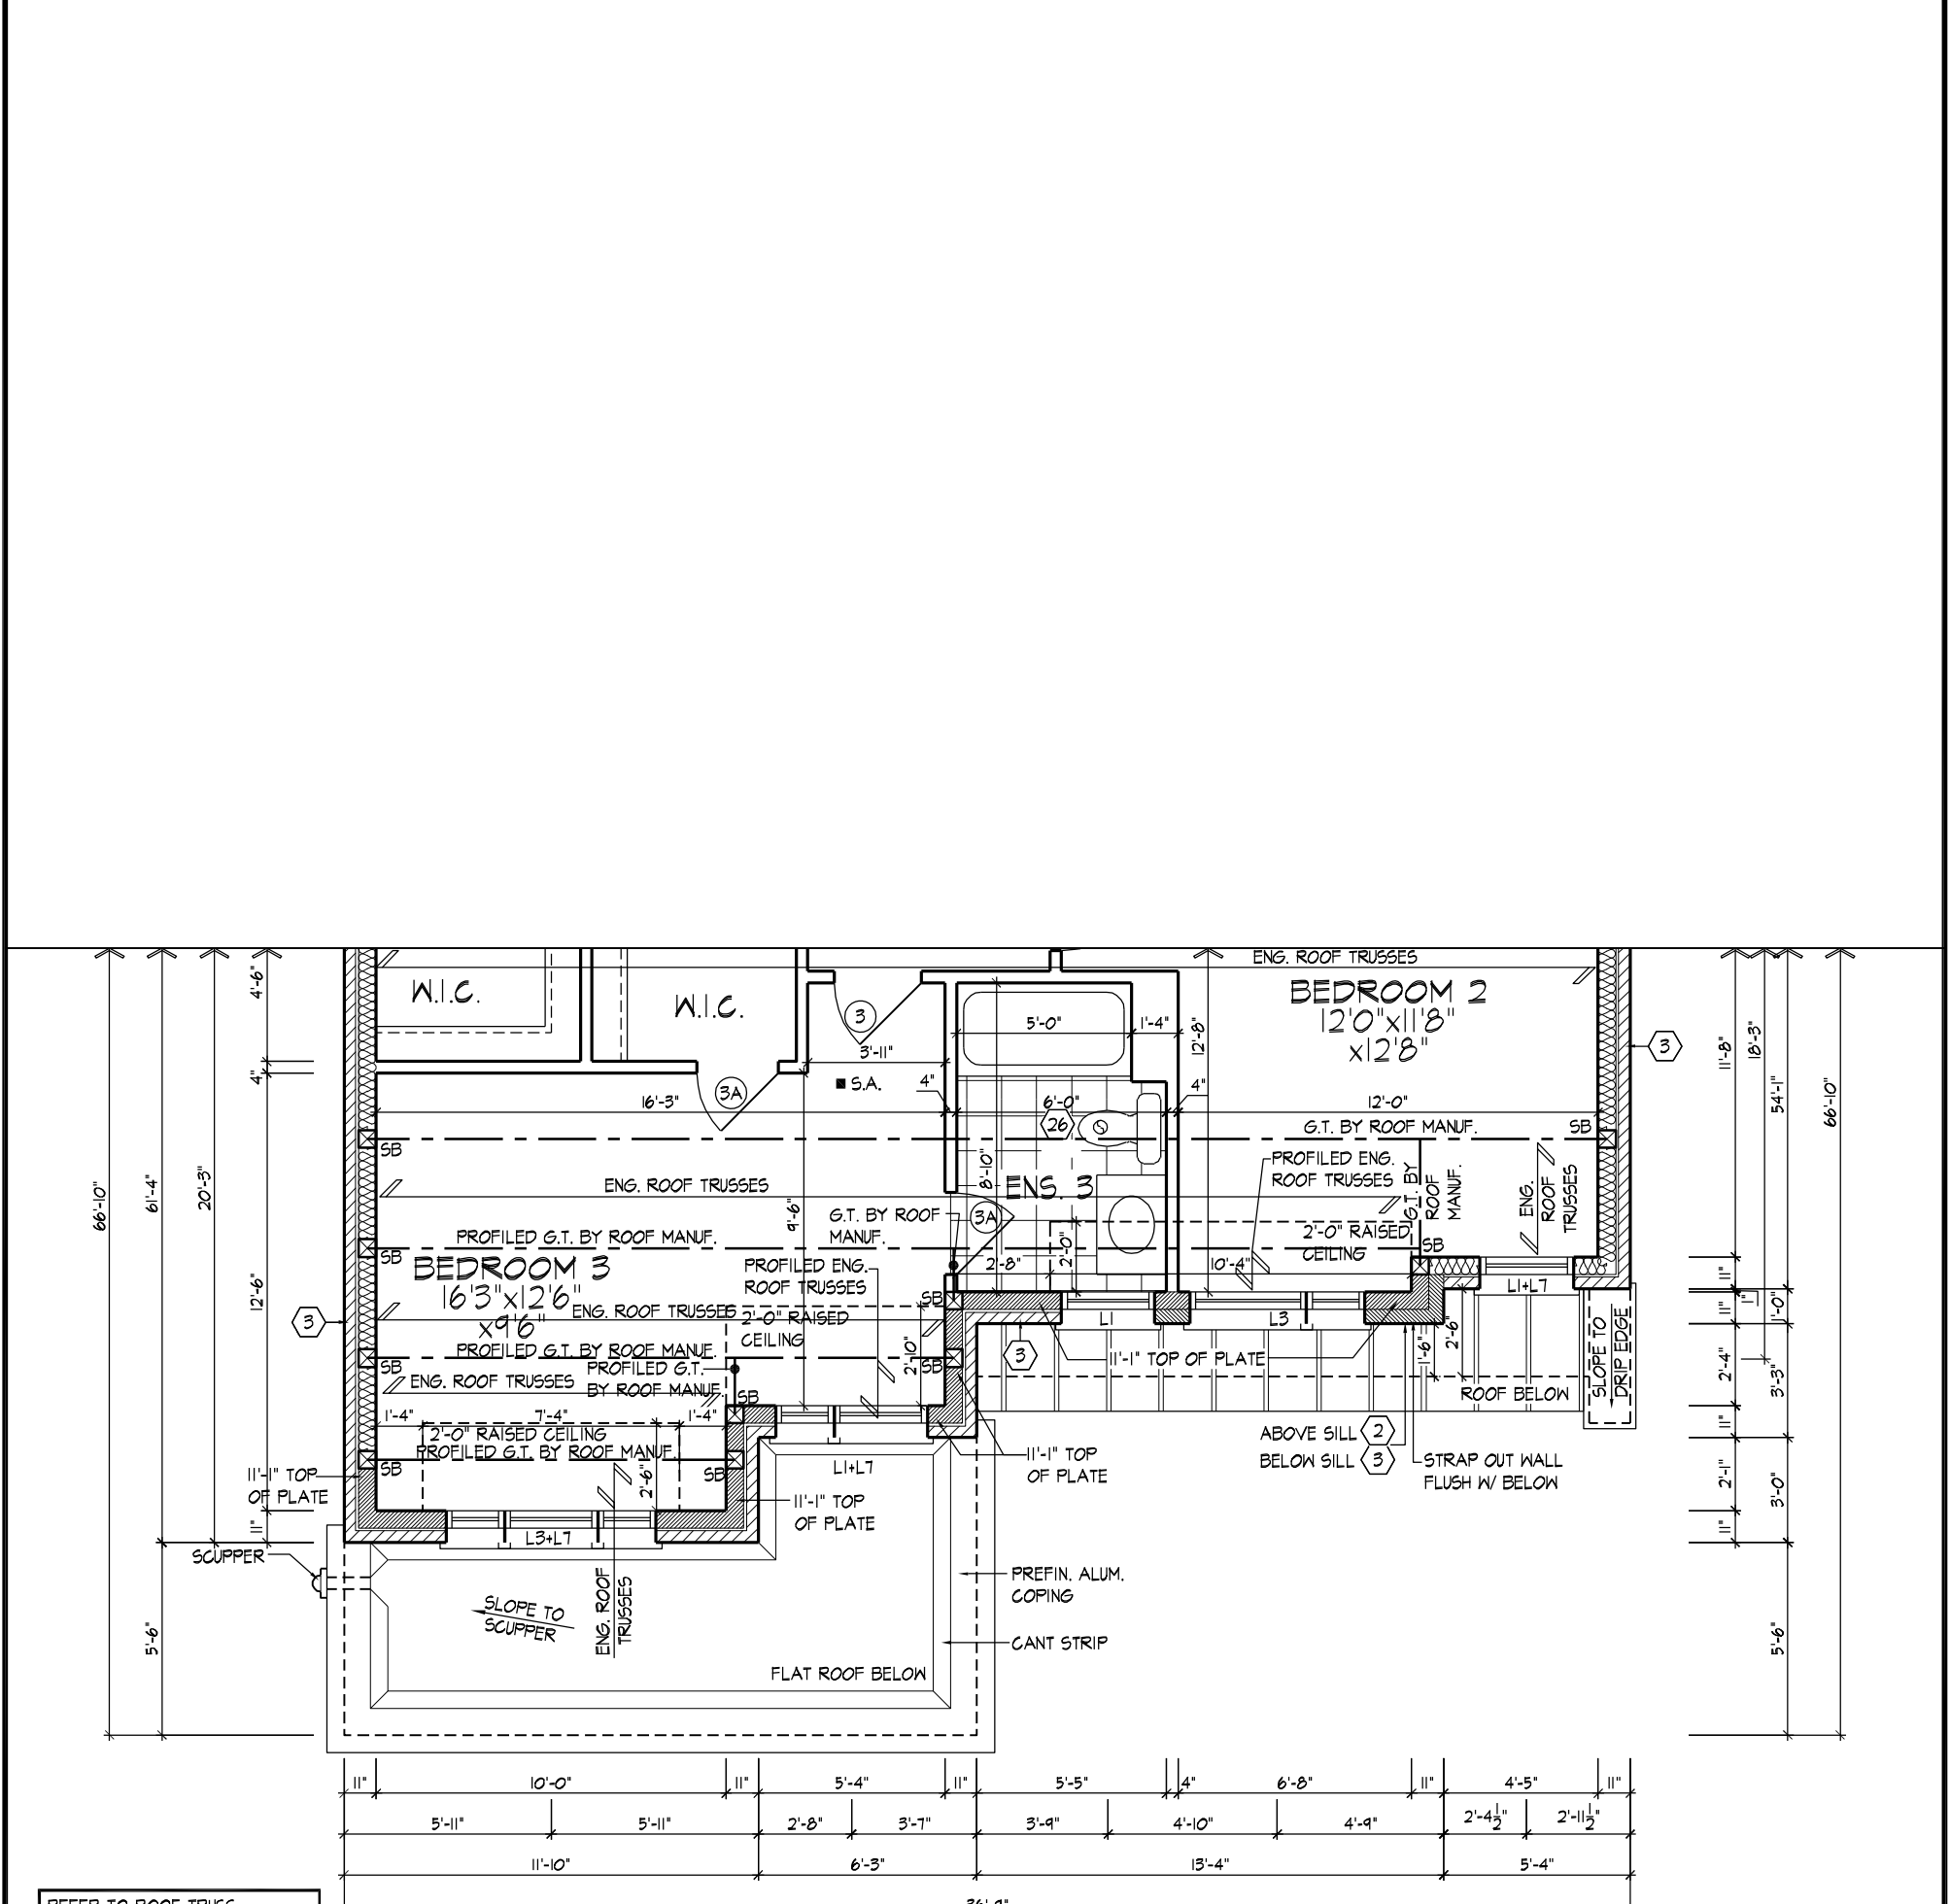 ENG. ROOF TRUSSES
W.I.C.
W.I.C.
BEDROOM 2
12'0"x11'8"
x12'8"
4'-6"
3
5'-0"
1'-4"
12'-8"
3
11'-8"
18'-3"
54'-1"
66'-10"
3'-11"
4"
3A
S.A.
4"
4"
16'-3"
6'-0"
12'-0"
26
G.T. BY ROOF MANUF.
SB
SB
66'-10"
61'-4"
20'-3"
PROFILED ENG.
ROOF TRUSSES
G.T. BY
ROOF
MANUF.
ENG.
ROOF
TRUSSES
ENG. ROOF TRUSSES
8'-10"
ENS. 3
9'-6"
G.T. BY ROOF
MANUF.
3A
2'-0"
2'-0" RAISED
CEILING
SB
PROFILED G.T. BY ROOF MANUF.
SB
BEDROOM 3
16'3"x12'6"
x9'6"
PROFILED ENG.
ROOF TRUSSES
2'-8"
10'-4"
12'-6"
3
ENG. ROOF TRUSSES
2'-0" RAISED
CEILING
SB
L1
L3
L1+L7
11"
11"
1"
1'-0"
PROFILED G.T. BY ROOF MANUF.
SB
PROFILED G.T.
BY ROOF MANUF.
2'-10"
SB
3
11'-1" TOP OF PLATE
1'-6"
2'-6"
SLOPE TO
DRIP EDGE
2'-4"
3'-3"
ENG. ROOF TRUSSES
SB
ROOF BELOW
1'-4"
7'-4"
1'-4"
2'-0" RAISED CEILING
PROFILED G.T. BY ROOF MANUF.
SB
SB
2'-6"
L1+L7
11'-1" TOP
OF PLATE
ABOVE SILL
2
BELOW SILL
3
STRAP OUT WALL
FLUSH W/ BELOW
11"
2'-1"
3'-0"
11"
11'-1" TOP
OF PLATE
11'-1" TOP
OF PLATE
11"
L3+L7
SCUPPER
PREFIN. ALUM.
COPING
SLOPE TO
SCUPPER
ENG. ROOF
TRUSSES
CANT STRIP
5'-6"
5'-6"
FLAT ROOF BELOW
11"
10'-0"
11"
5'-4"
11"
5'-5"
4"
6'-8"
11"
4'-5"
11"
5'-11"
5'-11"
2'-8"
3'-7"
3'-9"
4'-10"
4'-9"
2'-4½"
2'-11½"
11'-10"
6'-3"
13'-4"
5'-4"
36'-9"
REFER TO ROOF TRUSS